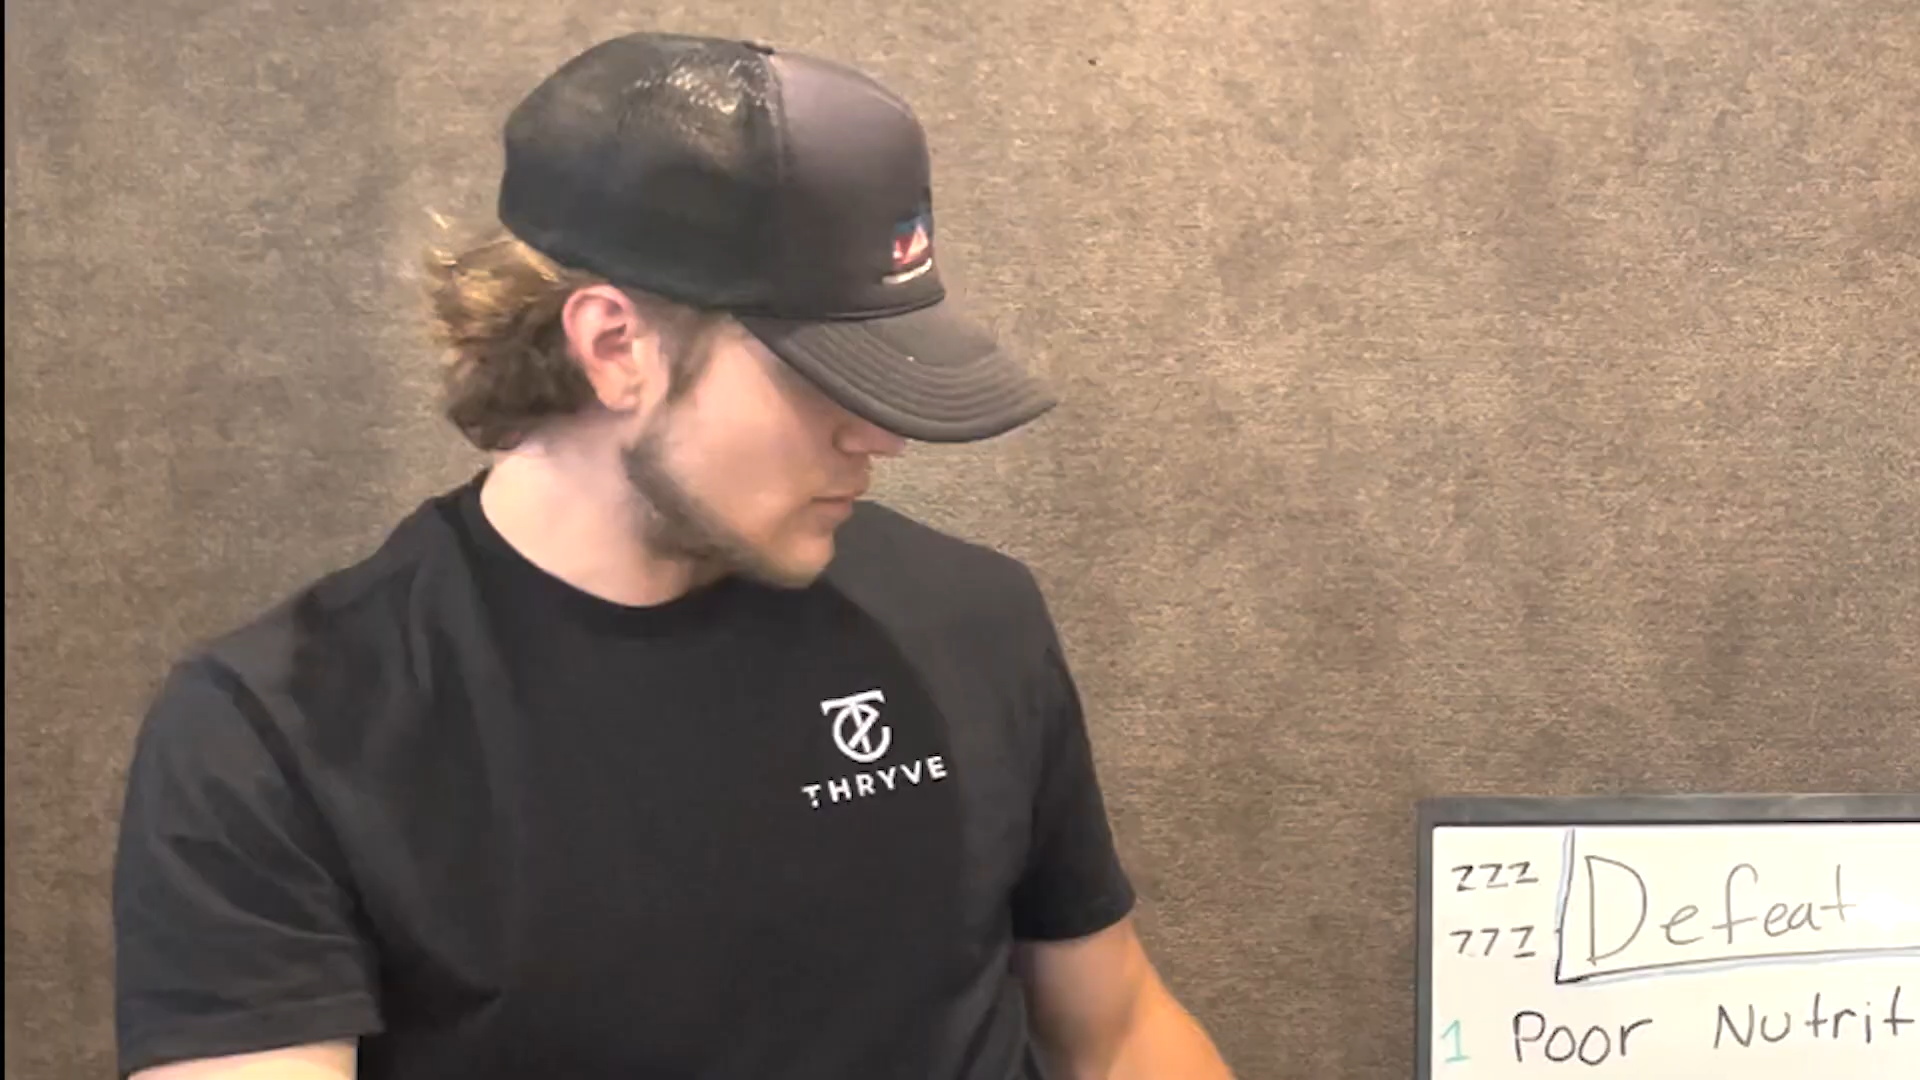 THRYVE
zzz
zzz
Defeat
1 Poor Nutrit